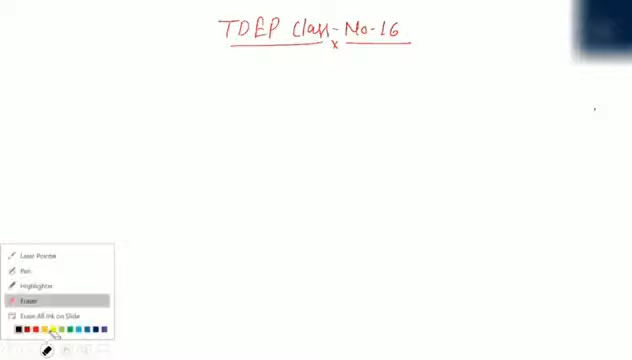 TDEP Class-No-16
x
Laser Pointer
Pen
Highlighter
Eraser
Erase All Ink on Slide